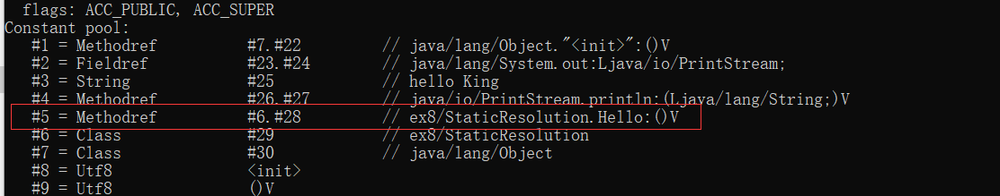 flags: ACC_PUBLIC, ACC_SUPER
Constant pool:
#1 = Methodref #7.#22 // java/lang/Object."<init>":()V
#2 = Fieldref #23.#24 // java/lang/System.out:Ljava/io/PrintStream;
#3 = String #25 // hello King
#4 = Methodref #26.#27 // java/io/PrintStream.println:(Ljava/lang/String;)V
#5 = Methodref #6.#28 // ex8/StaticResolution.Hello:()V
#6 = Class #29 // ex8/StaticResolution
#7 = Class #30 // java/lang/Object
#8 = Utf8 <init>
#9 = Utf8 ()V